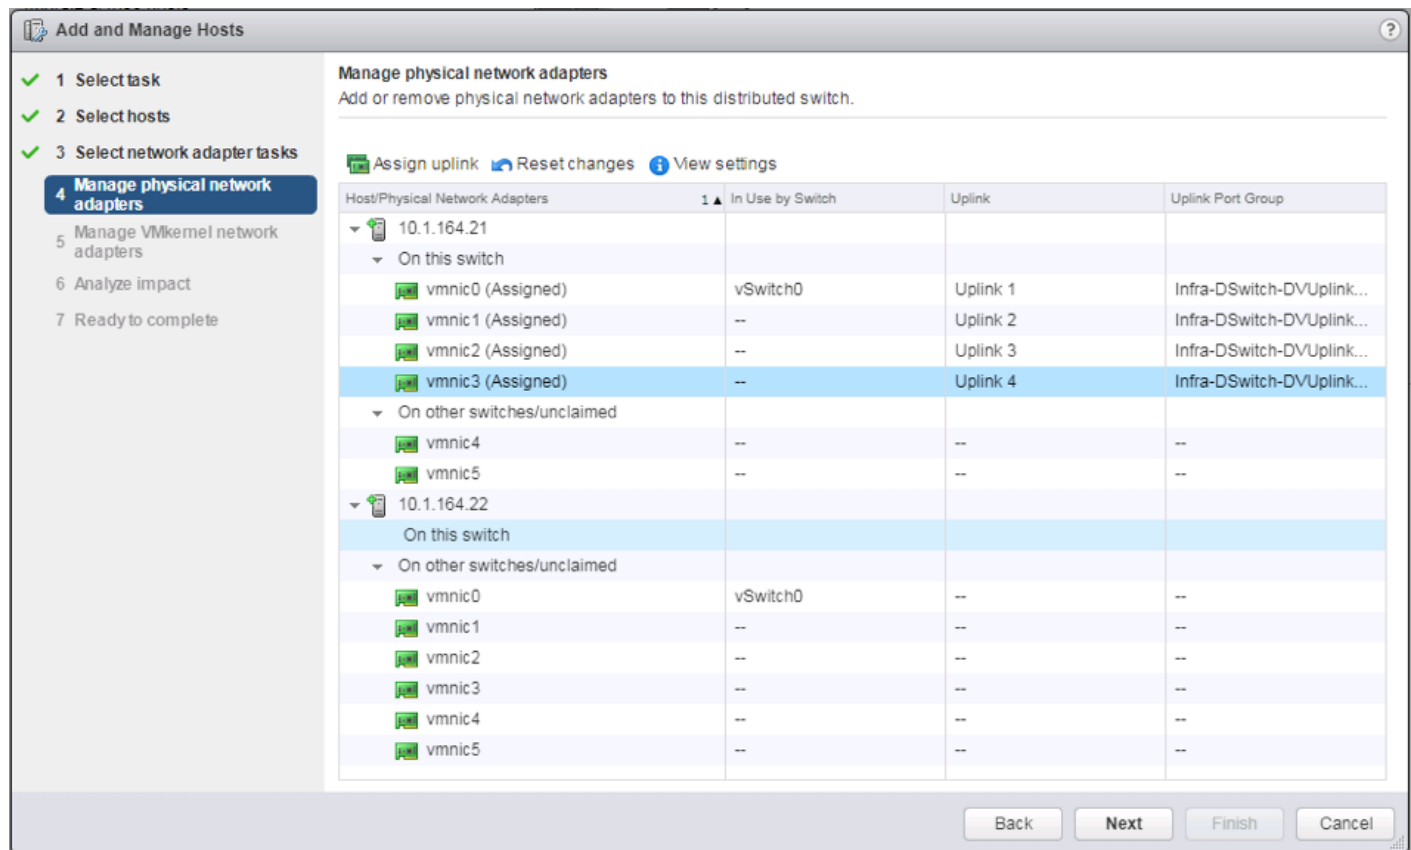 Add and Manage Hosts ?
1 Select task
2 Select hosts
3 Select network adapter tasks
4 Manage physical network
adapters
5 Manage VMkernel network
adapters
6 Analyze impact
7 Ready to complete
Manage physical network adapters
Add or remove physical network adapters to this distributed switch.
Assign uplink Reset changes View settings
Host/Physical Network Adapters 1 ▲ In Use by Switch Uplink Uplink Port Group
10.1.164.21
On this switch
vmnic0 (Assigned) vSwitch0 Uplink 1 Infra-DSwitch-DVUplink...
vmnic1 (Assigned) -- Uplink 2 Infra-DSwitch-DVUplink...
vmnic2 (Assigned) -- Uplink 3 Infra-DSwitch-DVUplink...
vmnic3 (Assigned) -- Uplink 4 Infra-DSwitch-DVUplink...
On other switches/unclaimed
vmnic4 -- -- --
vmnic5 -- -- --
10.1.164.22
On this switch
On other switches/unclaimed
vmnic0 vSwitch0 -- --
vmnic1 -- -- --
vmnic2 -- -- --
vmnic3 -- -- --
vmnic4 -- -- --
vmnic5 -- -- --
Back Next Finish Cancel